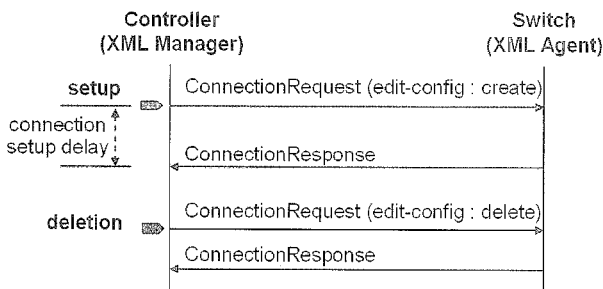 Controller
(XML Manager)
Switch
(XML Agent)
setup
ConnectionRequest (edit-config : create)
connection
setup delay
ConnectionResponse
deletion
ConnectionRequest (edit-config : delete)
ConnectionResponse